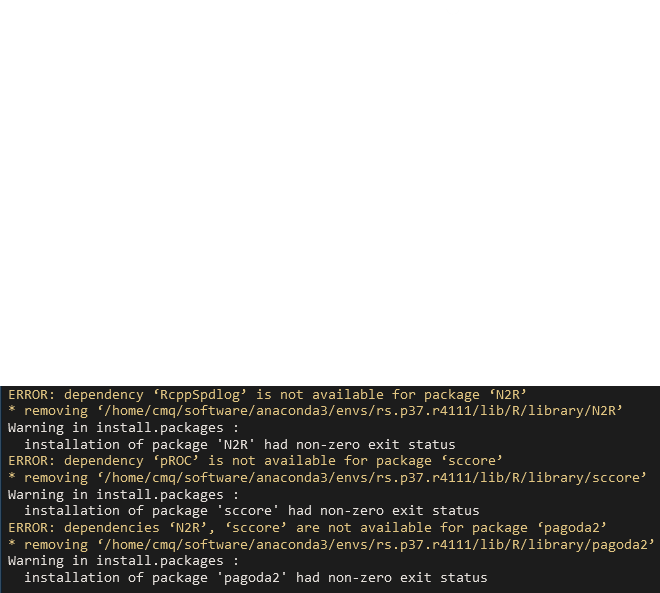 ERROR: dependency ‘RcppSpdlog’ is not available for package ‘N2R’
* removing ‘/home/cmq/software/anaconda3/envs/rs.p37.r4111/lib/R/library/N2R’
Warning in install.packages :
  installation of package 'N2R' had non-zero exit status
ERROR: dependency ‘pROC’ is not available for package ‘sccore’
* removing ‘/home/cmq/software/anaconda3/envs/rs.p37.r4111/lib/R/library/sccore’
Warning in install.packages :
  installation of package 'sccore' had non-zero exit status
ERROR: dependencies ‘N2R’, ‘sccore’ are not available for package ‘pagoda2’
* removing ‘/home/cmq/software/anaconda3/envs/rs.p37.r4111/lib/R/library/pagoda2’
Warning in install.packages :
  installation of package 'pagoda2' had non-zero exit status